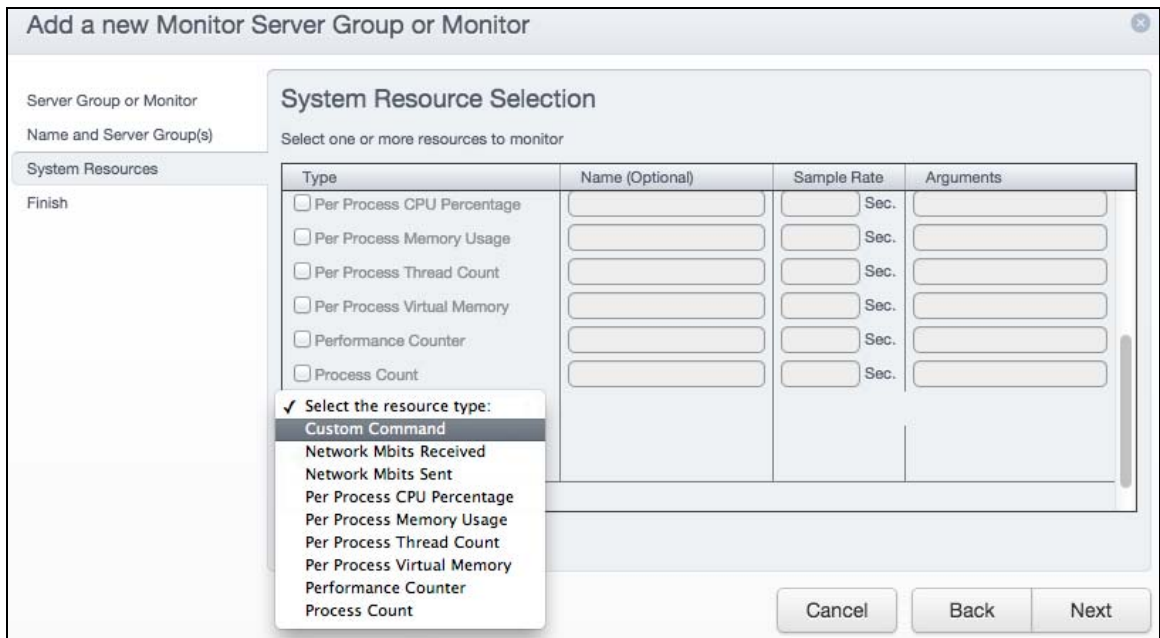 Add a new Monitor Server Group or Monitor
Server Group or Monitor
Name and Server Group(s)
System Resources
Finish
System Resource Selection
Select one or more resources to monitor
Type Name (Optional) Sample Rate Arguments
Per Process CPU Percentage Sec.
Per Process Memory Usage Sec.
Per Process Thread Count Sec.
Per Process Virtual Memory Sec.
Performance Counter Sec.
Process Count Sec.
✓ Select the resource type:
Custom Command
Network Mbits Received
Network Mbits Sent
Per Process CPU Percentage
Per Process Memory Usage
Per Process Thread Count
Per Process Virtual Memory
Performance Counter
Process Count
Cancel Back Next